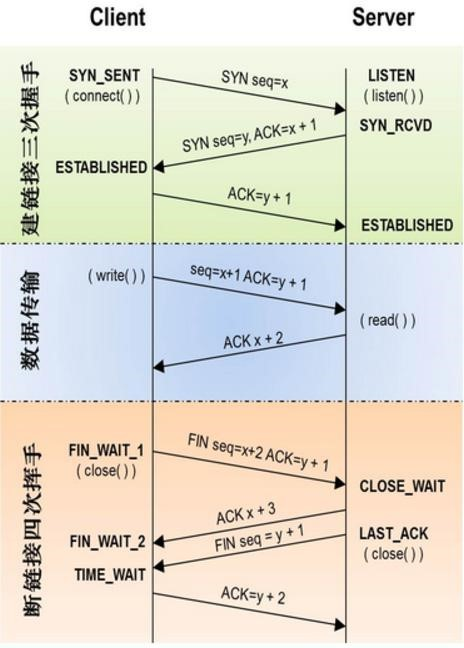 Client
Server
建链接三次握手
SYN_SENT
( connect( ) )
SYN seq=x
LISTEN
( listen( ) )
SYN_RCVD
SYN seq=y, ACK=x + 1
ESTABLISHED
ACK=y + 1
ESTABLISHED
数据传输
( write( ) )
seq=x+1 ACK=y + 1
( read( ) )
ACK x + 2
断链接四次挥手
FIN_WAIT_1
( close( ) )
FIN seq=x+2 ACK=y + 1
CLOSE_WAIT
ACK x + 3
FIN_WAIT_2
FIN seq = y + 1
LAST_ACK
( close( ) )
TIME_WAIT
ACK=y + 2